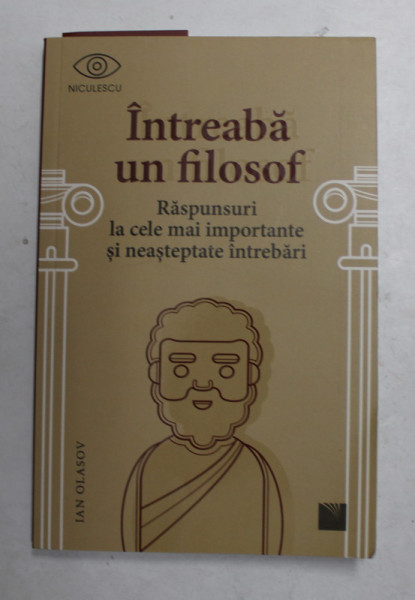 NICULESCU
Întreabă
un filosof
Răspunsuri
la cele mai importante
și neașteptate întrebări
IAN OLASOV